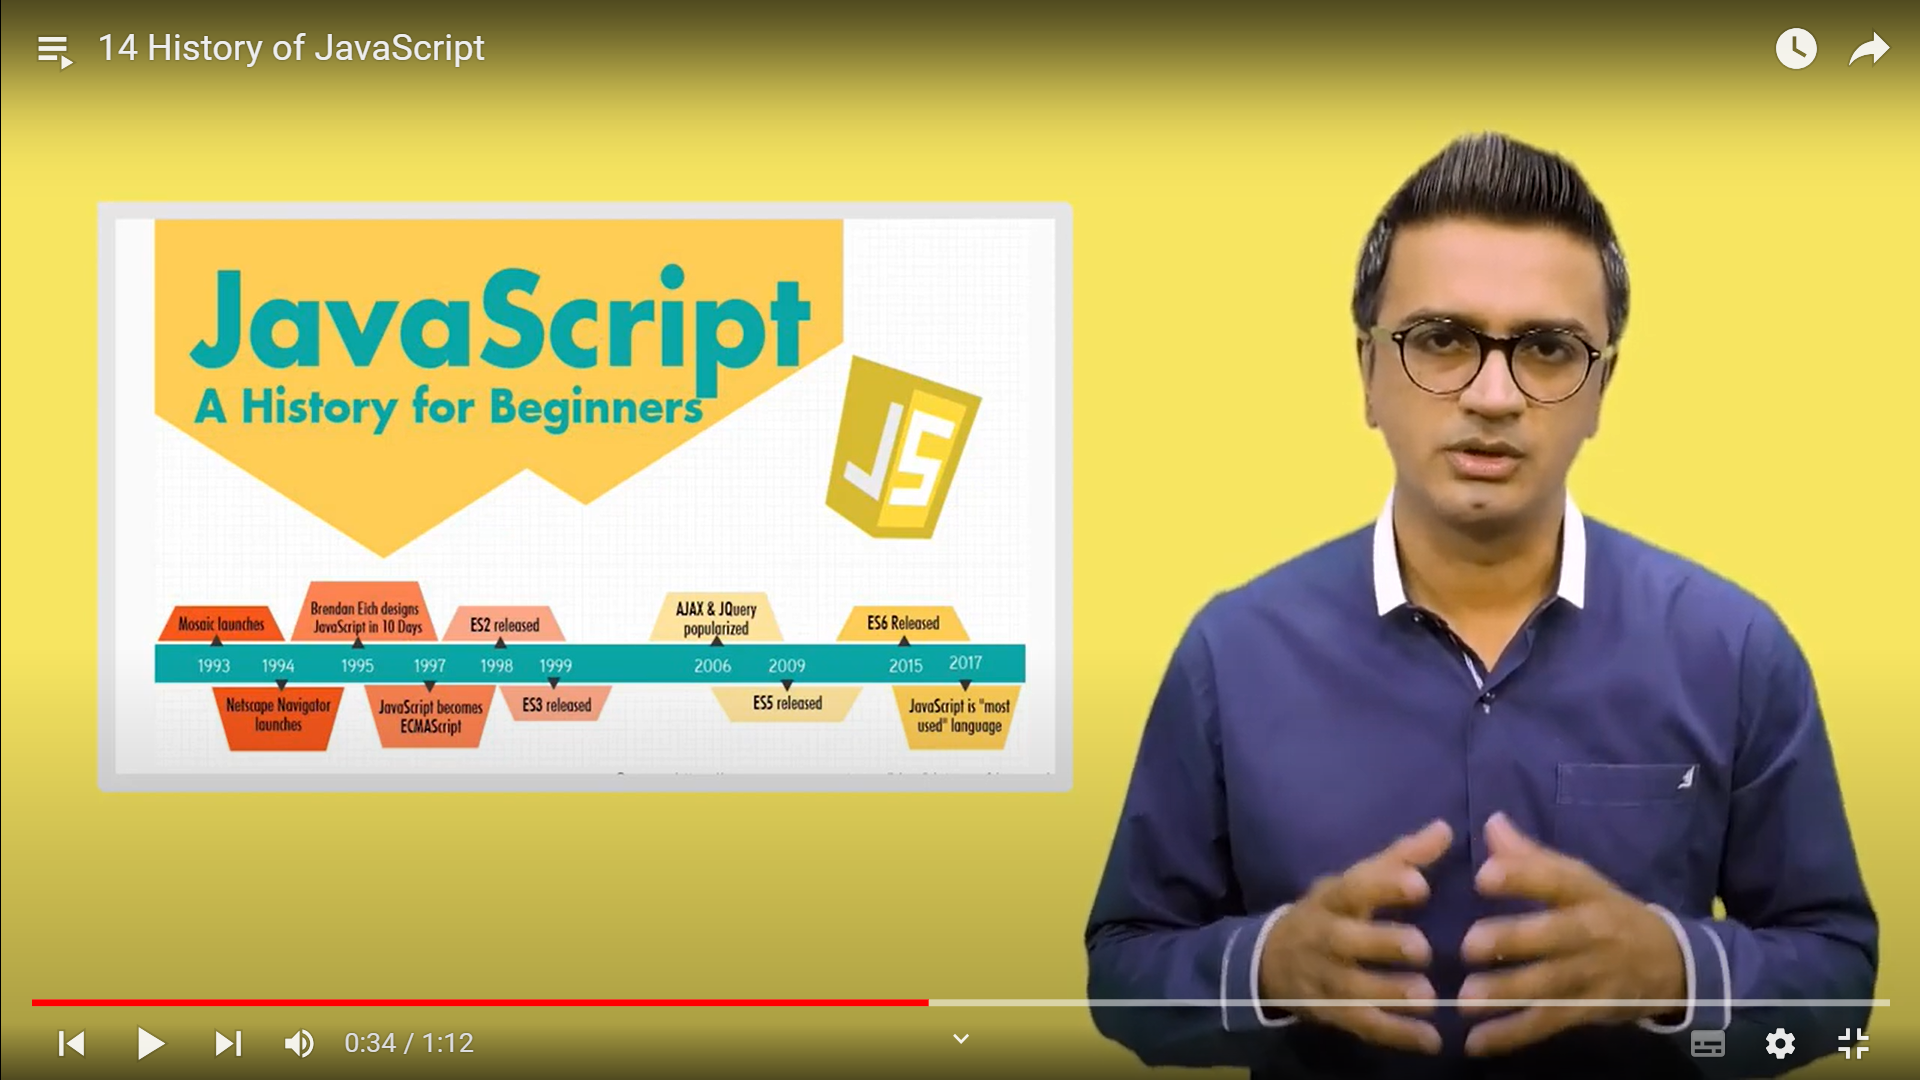 14 History of JavaScript
JavaScript
A History for Beginners
JS
Mosaic launches
Brendan Eich designs
JavaScript in 10 Days
ES2 released
AJAX & JQuery
popularized
ES6 Released
1993 1994 1995 1997 1998 1999 2006 2009 2015 2017
Netscape Navigator
launches
JavaScript becomes
ECMAScript
ES3 released
ES5 released
JavaScript is "most
used" language
0:34 / 1:12